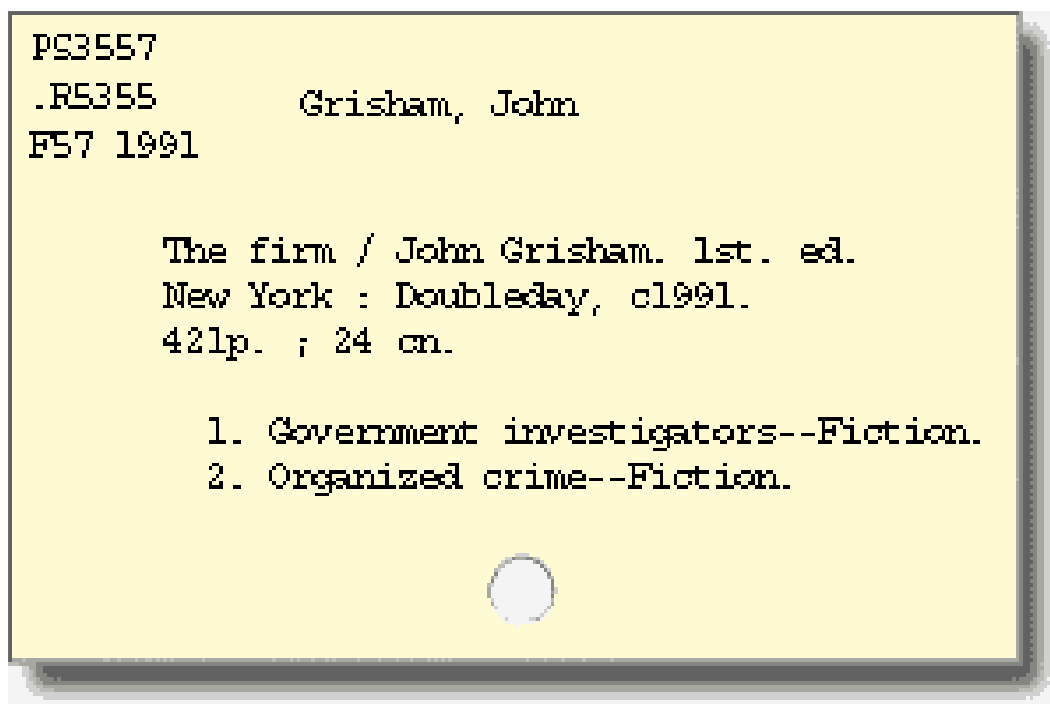 PS3557
.R5355
Grisham, John
F57 1991
The firm / John Grisham. 1st. ed.
New York : Doubleday, c1991.
421p. ; 24 cn.
1. Government investigators--Fiction.
2. Organized crime--Fiction.